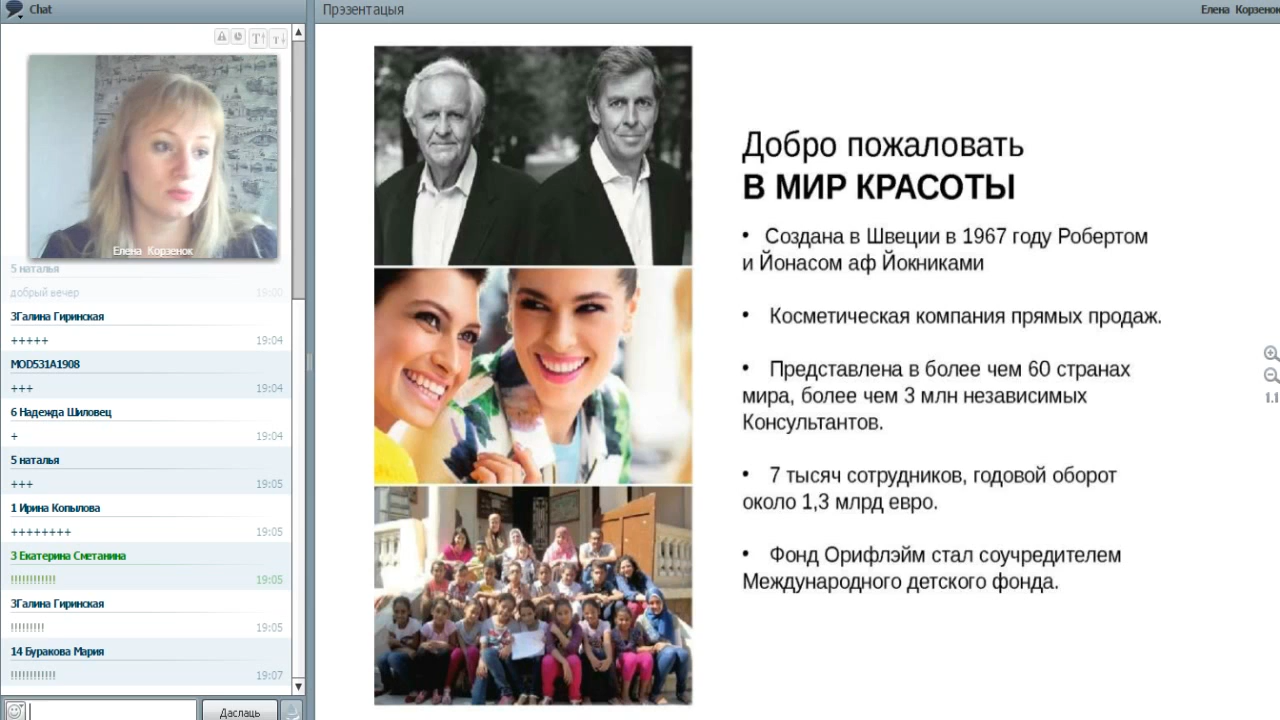 Chat
Прэзентацыя
Елена Корзенок
Елена Корзенок
5 наталья
добрый вечер 19:00
3Галина Гиринская
+++++ 19:04
MOD531A1908
+++ 19:04
6 Надежда Шиловец
+ 19:04
5 наталья
+++ 19:05
1 Ирина Копылова
++++++++ 19:05
3 Екатерина Сметанина
!!!!!!!!!!!! 19:05
3Галина Гиринская
!!!!!!!!! 19:05
14 Буракова Мария
!!!!!!!!!!!! 19:07
Даслаць
Добро пожаловать
В МИР КРАСОТЫ
• Создана в Швеции в 1967 году Робертом
и Йонасом аф Йокниками
• Косметическая компания прямых продаж.
• Представлена в более чем 60 странах
мира, более чем 3 млн независимых
Консультантов.
• 7 тысяч сотрудников, годовой оборот
около 1,3 млрд евро.
• Фонд Орифлэйм стал соучредителем
Международного детского фонда.
1.1